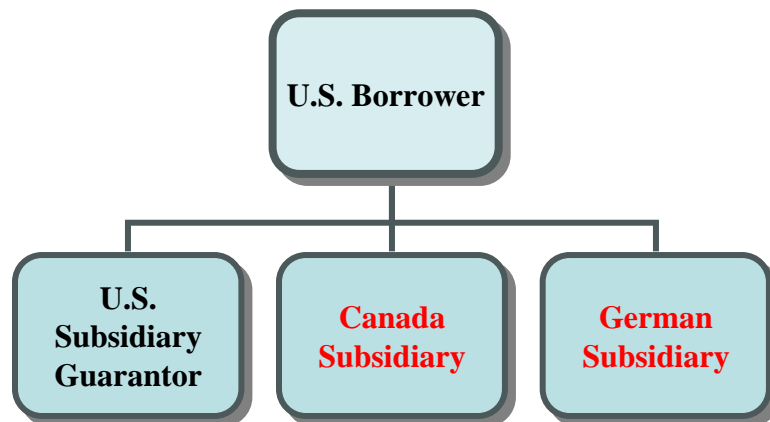 U.S. Borrower
U.S.
Subsidiary
Guarantor
Canada
Subsidiary
German
Subsidiary